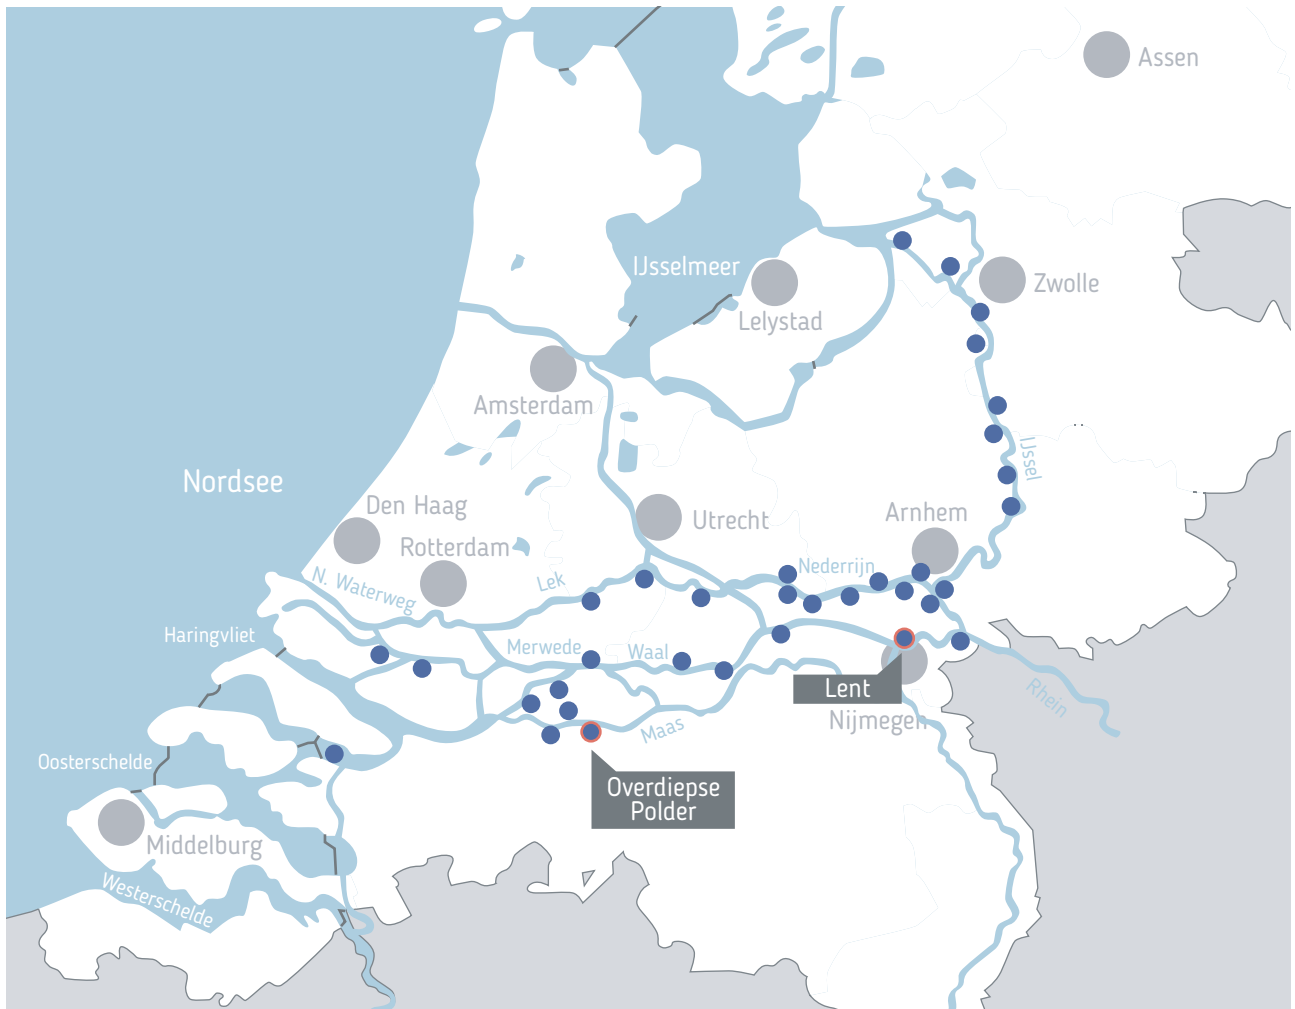 Assen
IJsselmeer
Zwolle
Lelystad
Amsterdam
IJssel
Nordsee
Den Haag
Utrecht
Arnhem
Rotterdam
N. Waterweg
Lek
Nederrijn
Haringvliet
Merwede
Waal
Lent
Rhein
Nijmegen
Maas
Oosterschelde
Overdiepse
Polder
Middelburg
Westerschelde